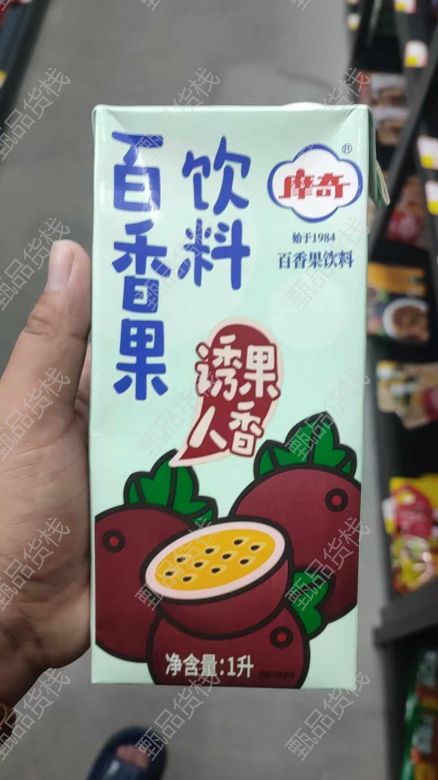 百香果
饮料
摩奇®
始于1984
百香果饮料
诱果
人香
净含量:1升
甄品货栈